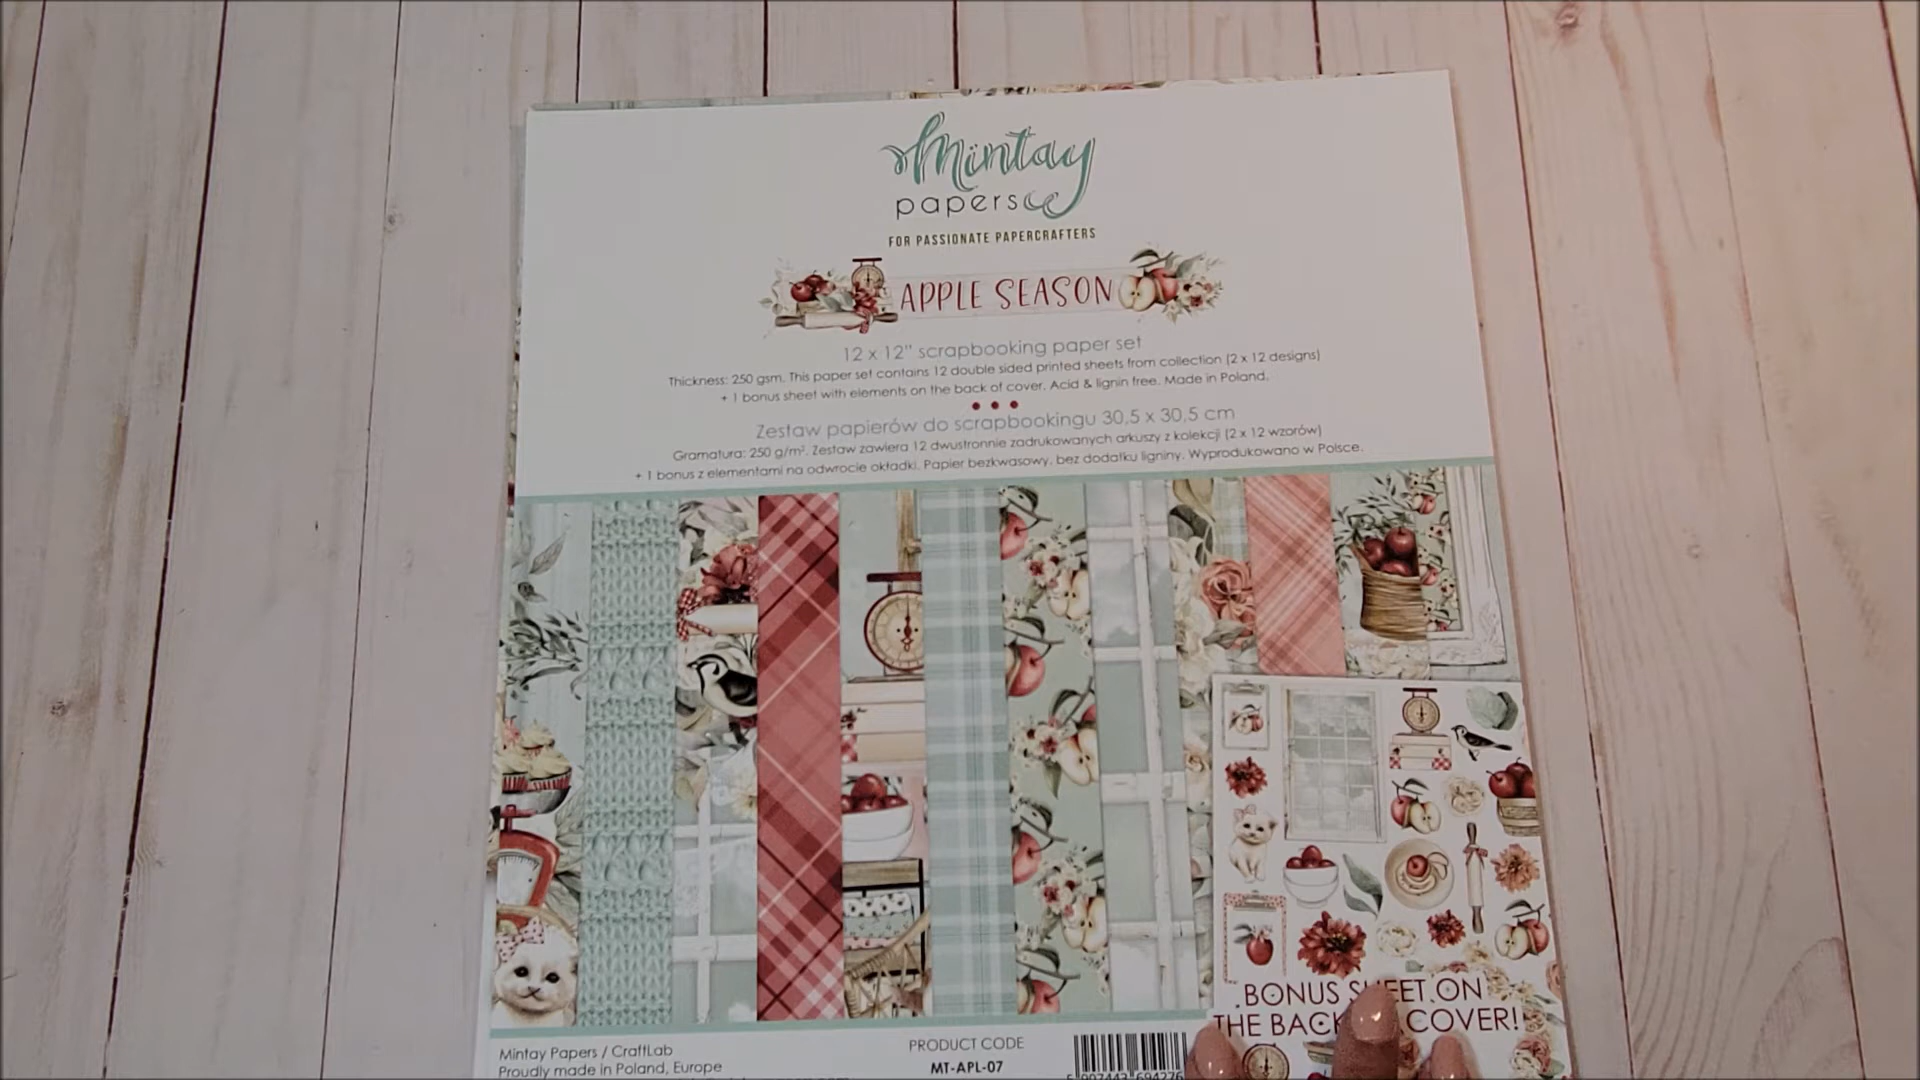 Mintay
papers
FOR PASSIONATE PAPERCRAFTERS
APPLE SEASON
12 x 12" scrapbooking paper set
Thickness: 250 gsm. This paper set contains 12 double sided printed sheets from collection (2 x 12 designs)
+ 1 bonus sheet with elements on the back of cover. Acid & lignin free. Made in Poland.
Zestaw papierów do scrapbookingu 30,5 x 30,5 cm
Gramatura: 250 g/m². Zestaw zawiera 12 dwustronnie zadrukowanych arkuszy z kolekcji (2 x 12 wzorów)
+ 1 bonus z elementami na odwrocie okładki. Papier bezkwasowy, bez dodatku ligniny. Wyprodukowano w Polsce.
BONUS SHEET ON
THE BACK COVER!
Mintay Papers / CraftLab
Proudly made in Poland, Europe
PRODUCT CODE
MT-APL-07
5 907443 694276